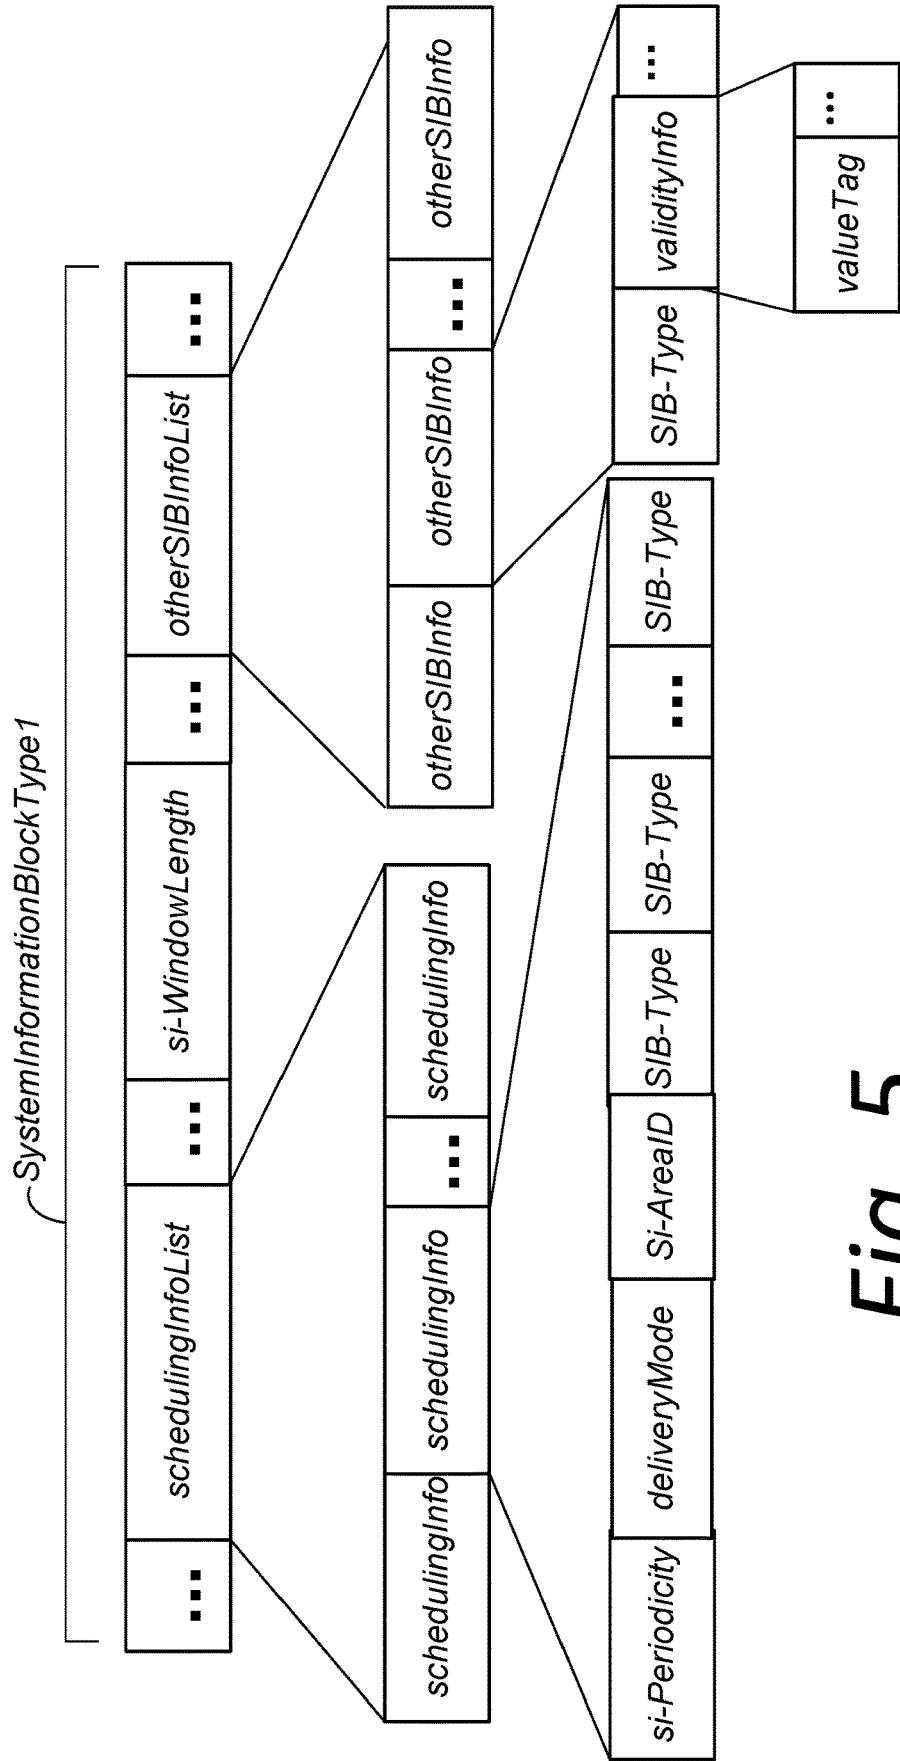 SystemInformationBlockType1
... schedulingInfoList ... si-WindowLength ... otherSIBInfoList ...
schedulingInfo schedulingInfo ... schedulingInfo
otherSIBInfo otherSIBInfo ... otherSIBInfo
si-Periodicity deliveryMode Si-AreaID SIB-Type SIB-Type ... SIB-Type
SIB-Type validityInfo ...
valueTag ...
Fig. 5